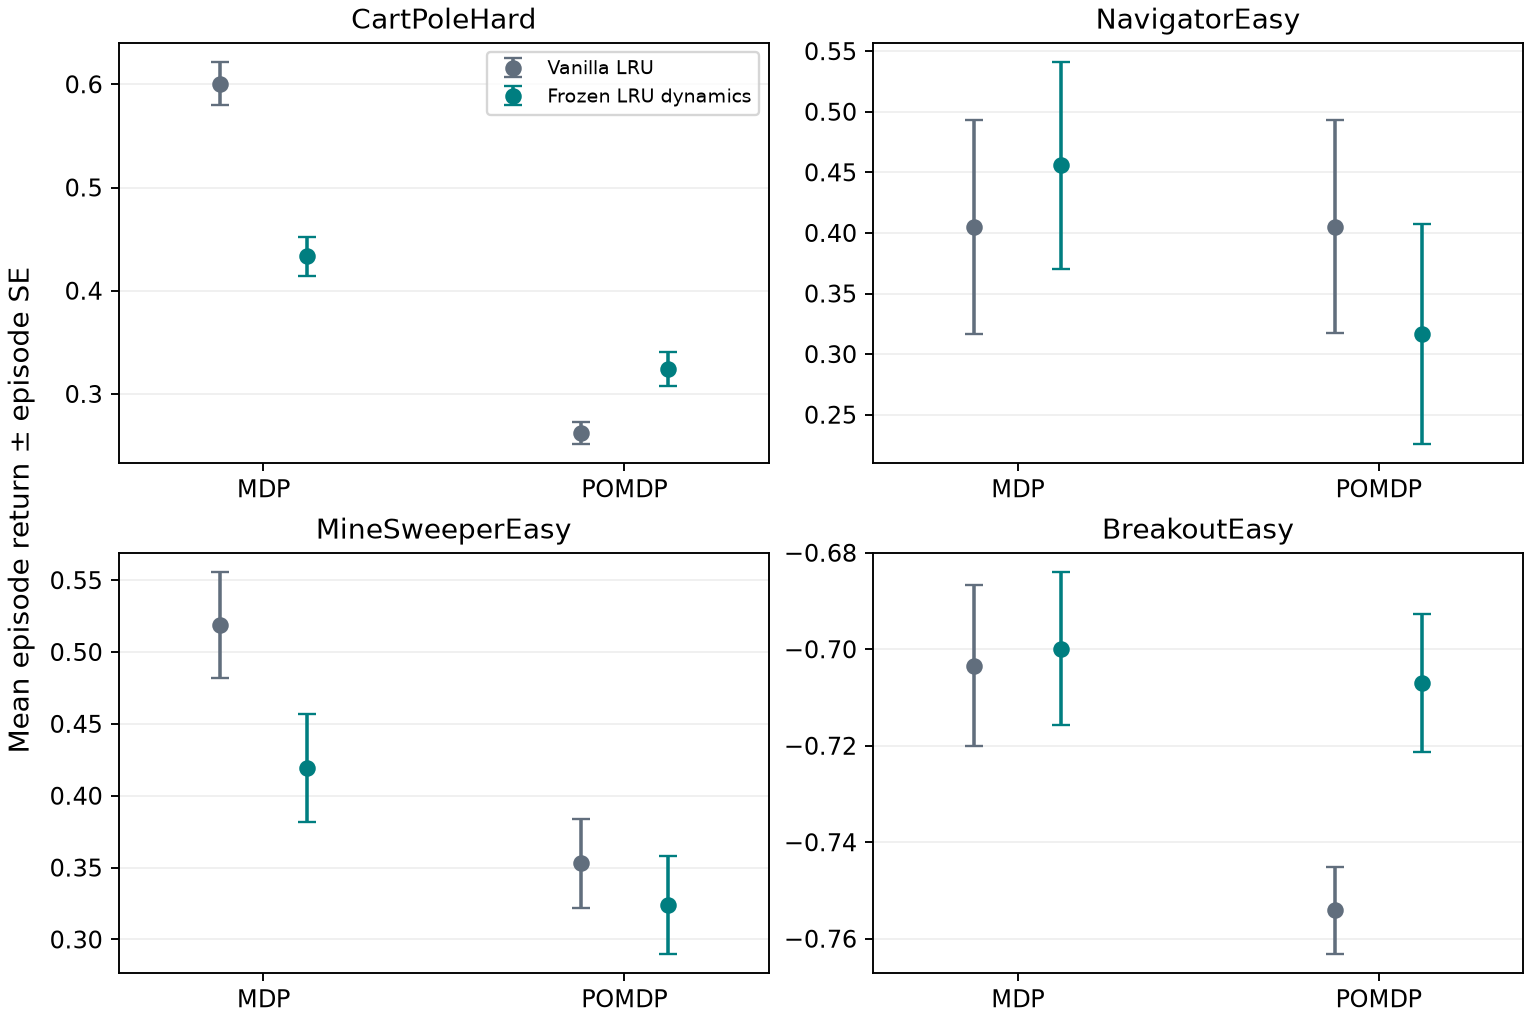 Mean episode return ± episode SE
CartPoleHard
0.6
0.5
0.4
0.3
Vanilla LRU
Frozen LRU dynamics
MDP
POMDP
NavigatorEasy
0.55
0.50
0.45
0.40
0.35
0.30
0.25
MDP
POMDP
MineSweeperEasy
0.55
0.50
0.45
0.40
0.35
0.30
MDP
POMDP
BreakoutEasy
−0.68
−0.70
−0.72
−0.74
−0.76
MDP
POMDP